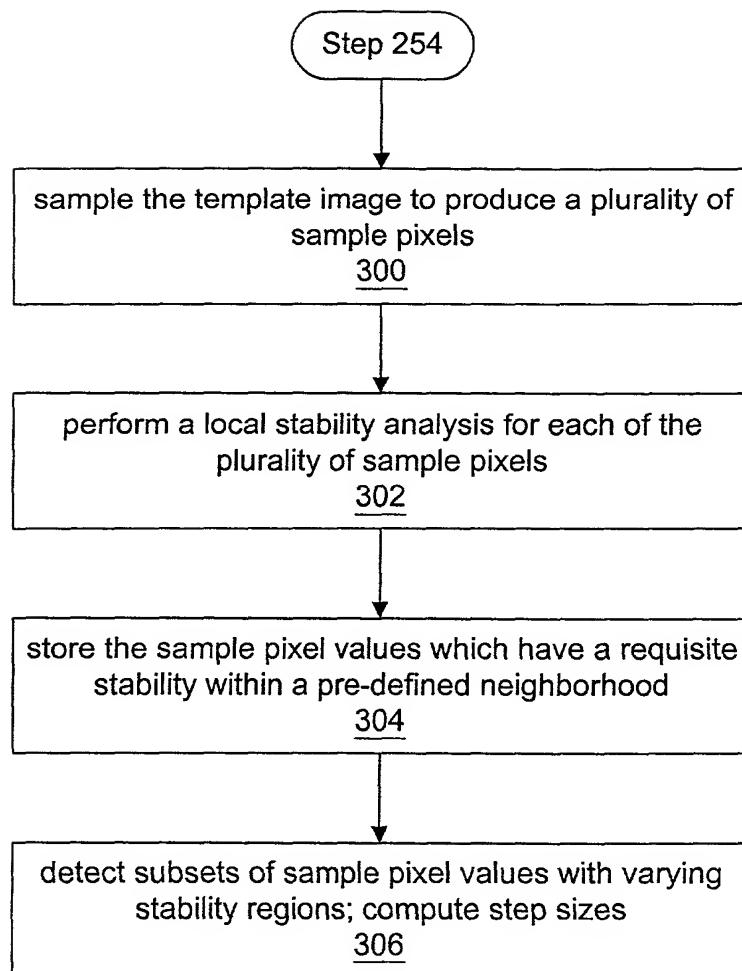 Step 254
sample the template image to produce a plurality of
sample pixels
300
perform a local stability analysis for each of the
plurality of sample pixels
302
store the sample pixel values which have a requisite
stability within a pre-defined neighborhood
304
detect subsets of sample pixel values with varying
stability regions; compute step sizes
306